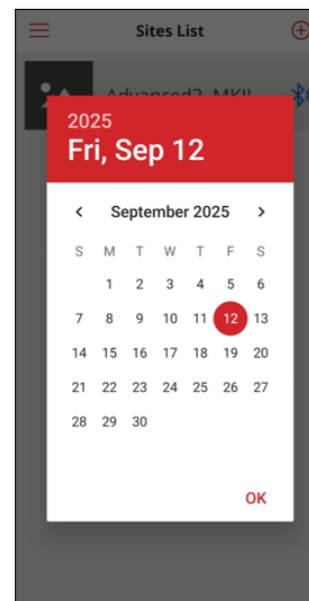 Sites List
Advanced2 MKII
2025
Fri, Sep 12
September 2025
S M T W T F S
1 2 3 4 5 6
7 8 9 10 11 12 13
14 15 16 17 18 19 20
21 22 23 24 25 26 27
28 29 30
OK